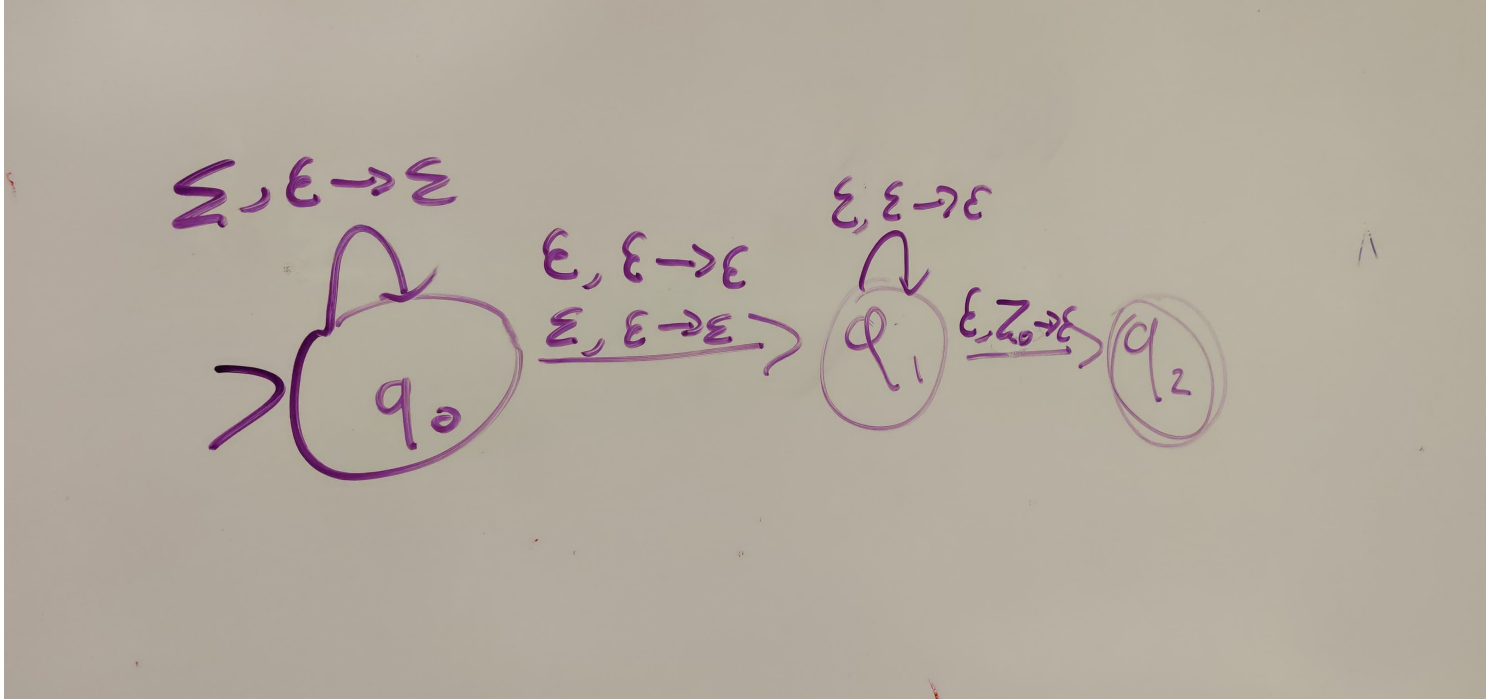 Σ, ε→Σ
ε, ε→ε
Σ, ε→ε
Σ, Σ→ε
ε, Z₀→ε
q₀
q₁
q₂